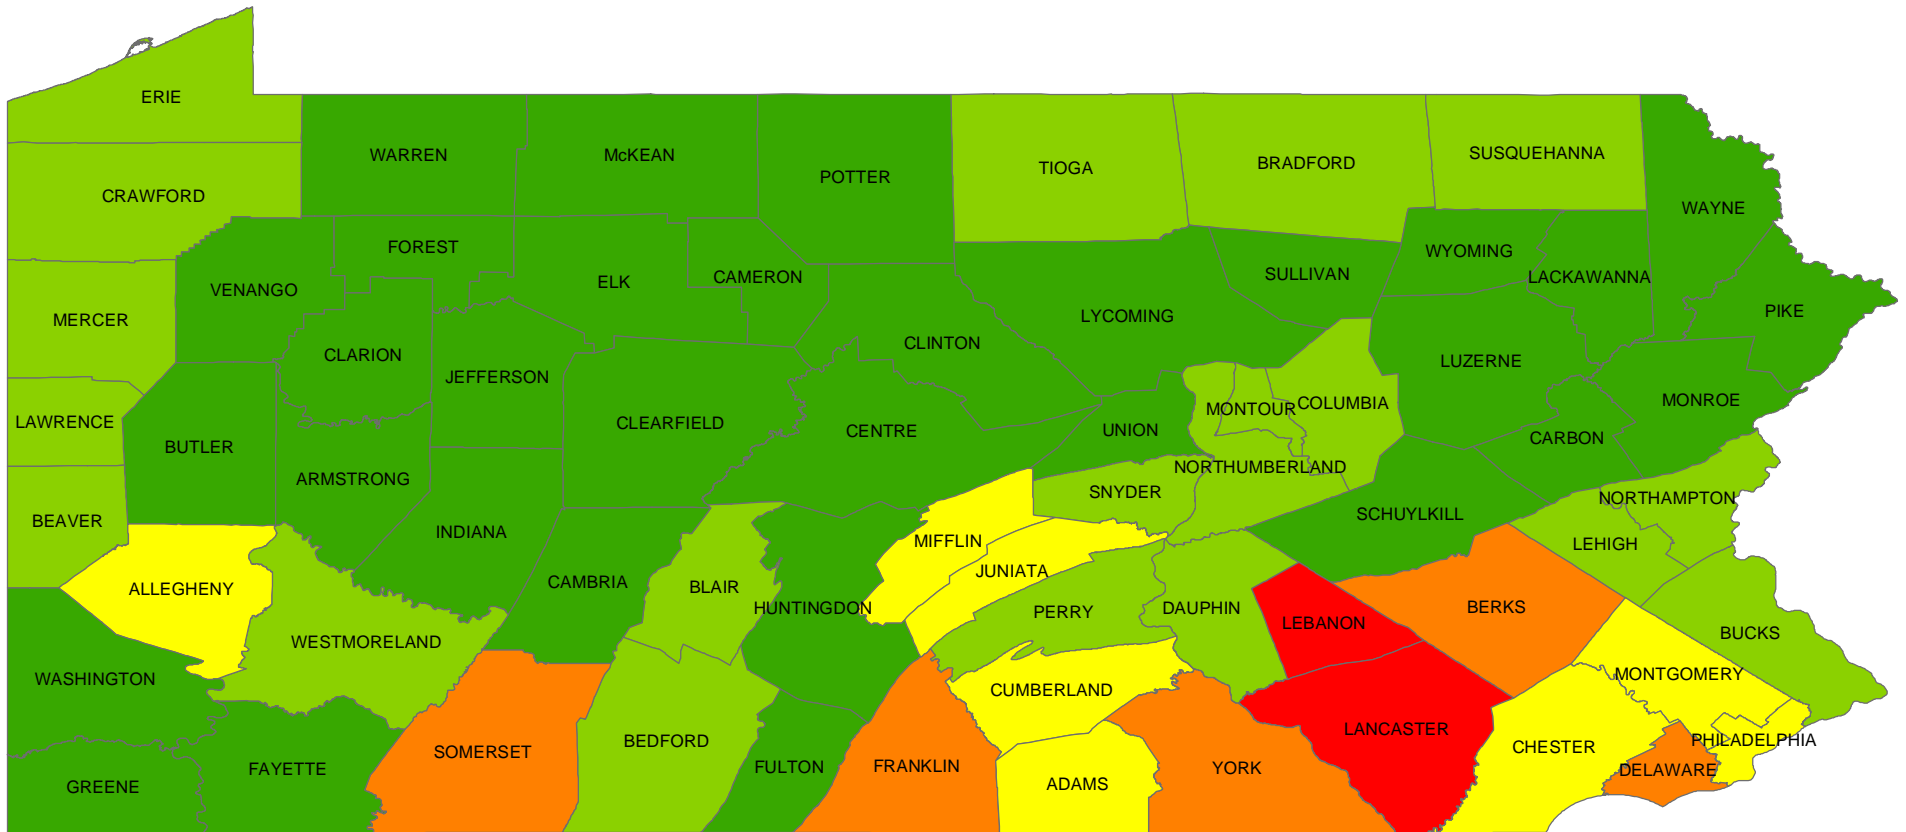 ERIE
WARREN
McKEAN
POTTER
TIOGA
BRADFORD
SUSQUEHANNA
CRAWFORD
WAYNE
FOREST
WYOMING
ELK
CAMERON
SULLIVAN
LACKAWANNA
VENANGO
MERCER
LYCOMING
PIKE
CLARION
CLINTON
LUZERNE
JEFFERSON
MONROE
LAWRENCE
CLEARFIELD
MONTOUR
COLUMBIA
BUTLER
CENTRE
UNION
CARBON
ARMSTRONG
NORTHUMBERLAND
SNYDER
NORTHAMPTON
BEAVER
INDIANA
SCHUYLKILL
MIFFLIN
LEHIGH
ALLEGHENY
CAMBRIA
BLAIR
JUNIATA
HUNTINGDON
PERRY
DAUPHIN
BERKS
LEBANON
BUCKS
WESTMORELAND
WASHINGTON
CUMBERLAND
MONTGOMERY
SOMERSET
BEDFORD
LANCASTER
CHESTER
PHILADELPHIA
GREENE
FAYETTE
FULTON
FRANKLIN
ADAMS
YORK
DELAWARE